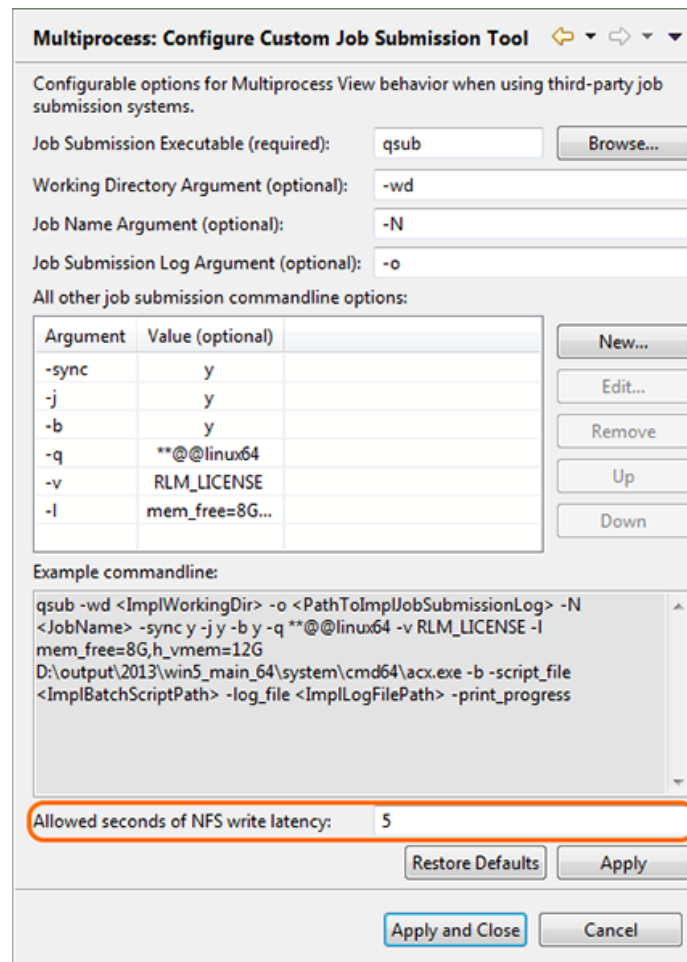 Multiprocess: Configure Custom Job Submission Tool
Configurable options for Multiprocess View behavior when using third-party job
submission systems.
Job Submission Executable (required): qsub Browse...
Working Directory Argument (optional): -wd
Job Name Argument (optional): -N
Job Submission Log Argument (optional): -o
All other job submission commandline options:
Argument Value (optional)
New...
-sync y
Edit...
-j y
-b y
Remove
-q **@@linux64
-v RLM_LICENSE
Up
-l mem_free=8G...
Down
Example commandline:
qsub -wd <ImplWorkingDir> -o <PathToImplJobSubmissionLog> -N
<JobName> -sync y -j y -b y -q **@@linux64 -v RLM_LICENSE -l
mem_free=8G,h_vmem=12G
D:\output\2013\win5_main_64\system\cmd64\acx.exe -b -script_file
<ImplBatchScriptPath> -log_file <ImplLogFilePath> -print_progress
Allowed seconds of NFS write latency: 5
Restore Defaults Apply
Apply and Close Cancel